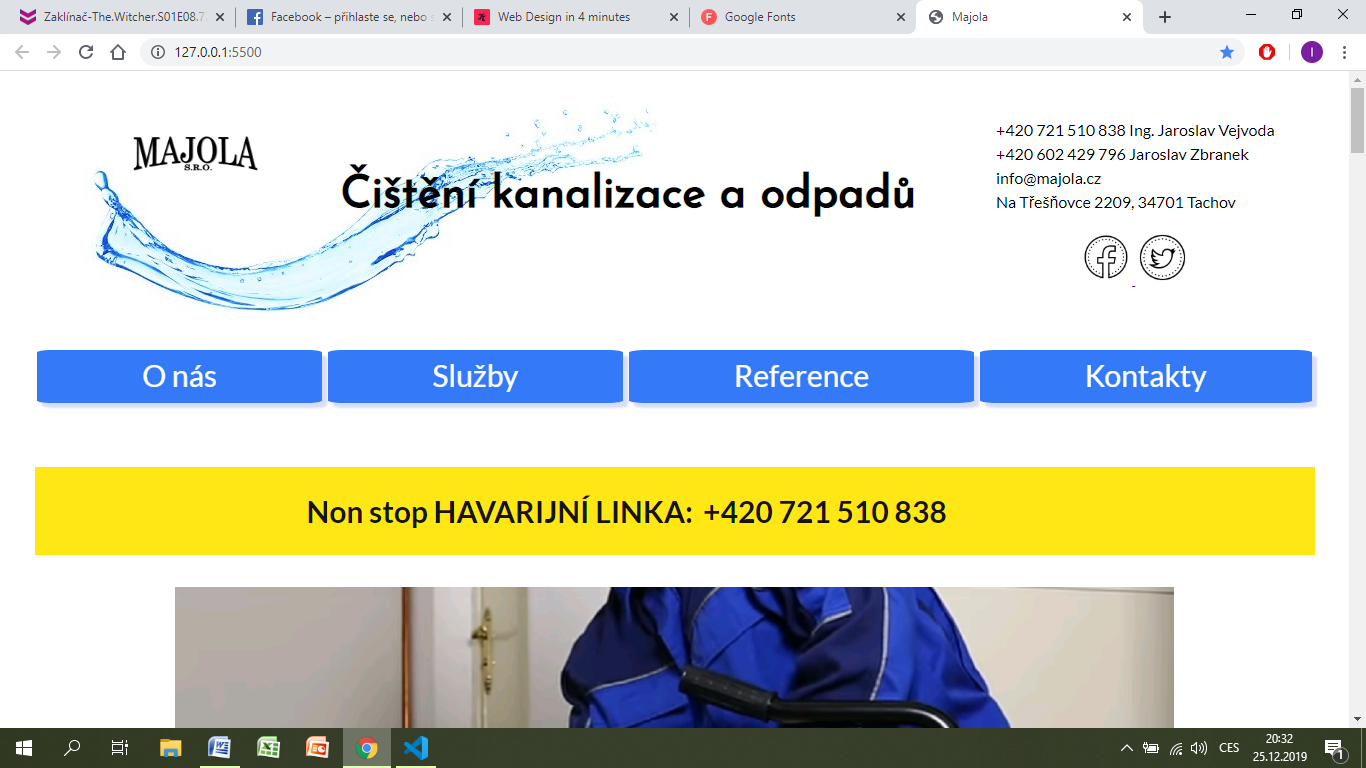 Zaklínač-The.Witcher.S01E08.7
Facebook – přihlaste se, nebo s
Web Design in 4 minutes
Google Fonts
Majola
127.0.0.1:5500
I
MAJOLA
S.R.O.
Čištění kanalizace a odpadů
+420 721 510 838 Ing. Jaroslav Vejvoda
+420 602 429 796 Jaroslav Zbranek
info@majola.cz
Na Třešňovce 2209, 34701 Tachov
O nás
Služby
Reference
Kontakty
Non stop HAVARIJNÍ LINKA: +420 721 510 838
CES
20:32
25.12.2019
1